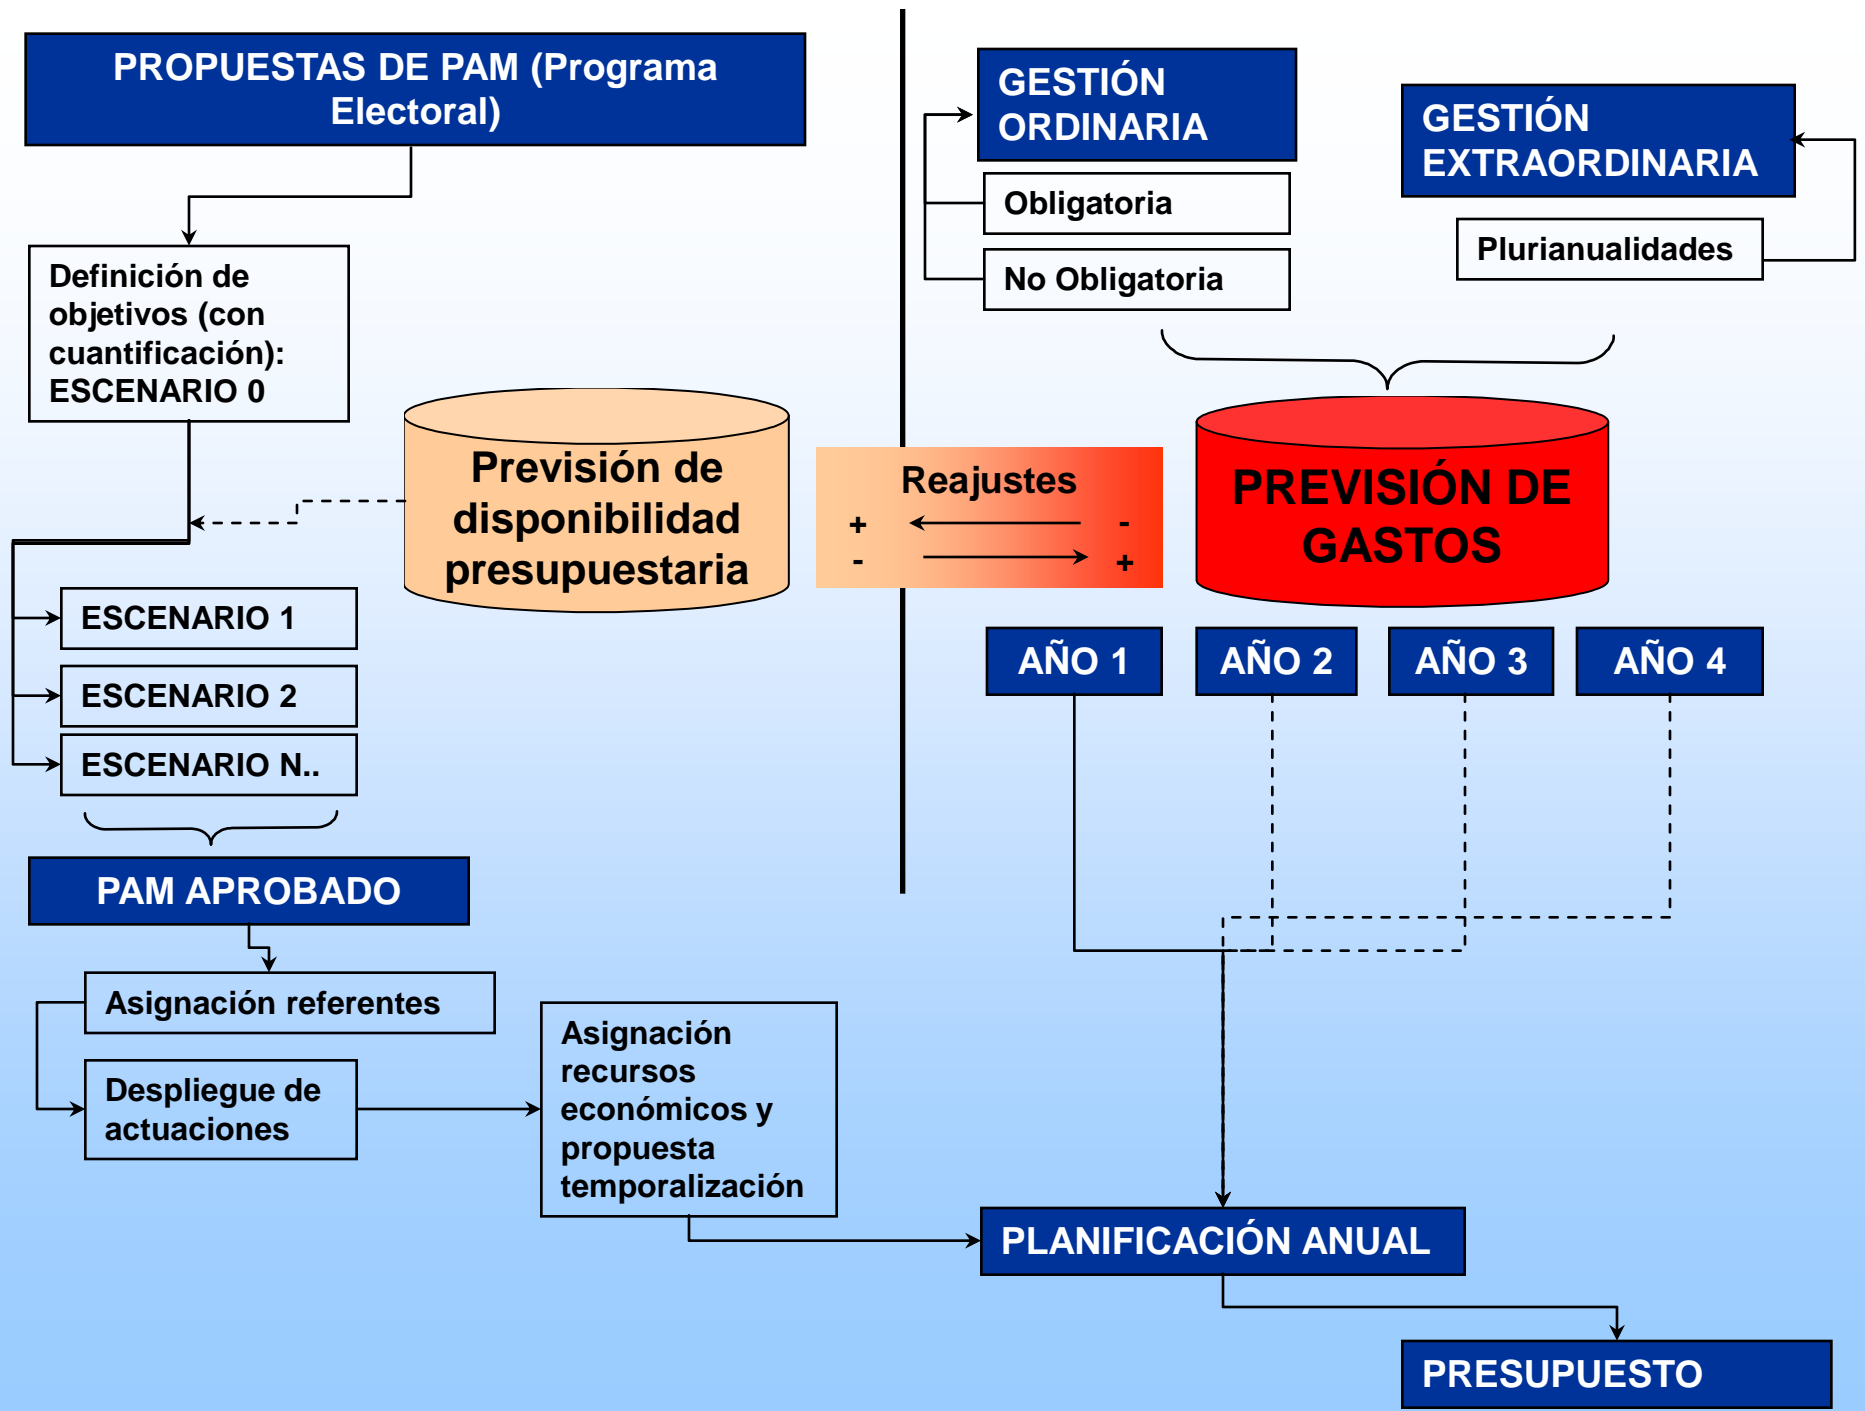 PROPUESTAS DE PAM (Programa
Electoral)
Definición de
objetivos (con
cuantificación):
ESCENARIO 0
Previsión de
disponibilidad
presupuestaria
ESCENARIO 1
ESCENARIO 2
ESCENARIO N..
PAM APROBADO
Asignación referentes
Despliegue de
actuaciones
Asignación
recursos
económicos y
propuesta
temporalización
GESTIÓN
ORDINARIA
Obligatoria
No Obligatoria
GESTIÓN
EXTRAORDINARIA
Plurianualidades
Reajustes
+ -
- +
PREVISIÓN DE
GASTOS
AÑO 1
AÑO 2
AÑO 3
AÑO 4
PLANIFICACIÓN ANUAL
PRESUPUESTO